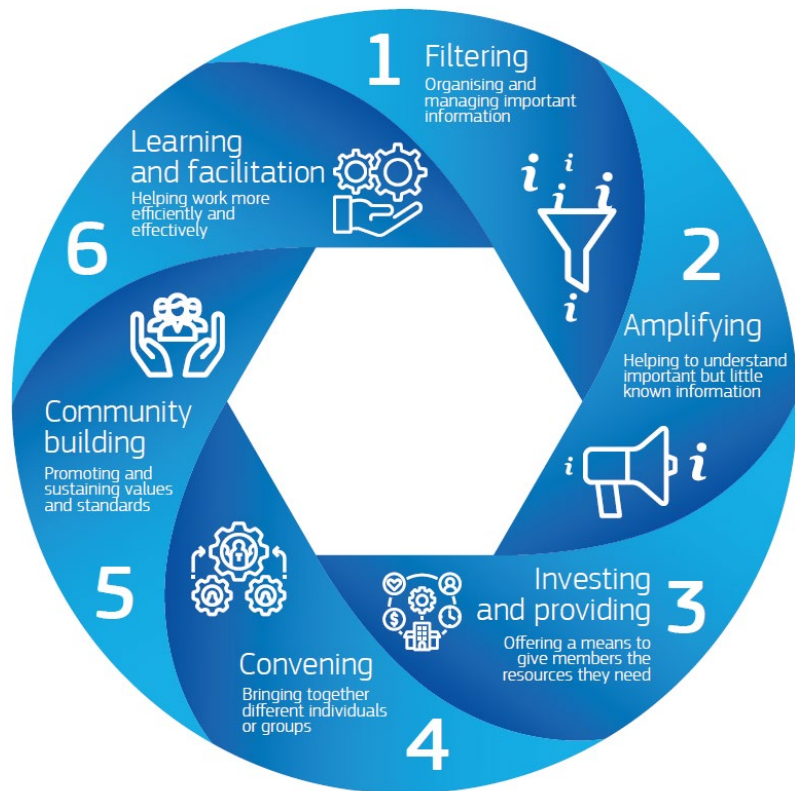 1
Filtering
Organising and
managing important
information
i
i
i
i
i
2
Amplifying
Helping to understand
important but little
known information
i
i
3
Investing
and providing
Offering a means to
give members the
resources they need
$
4
Convening
Bringing together
different individuals
or groups
5
Community
building
Promoting and
sustaining values
and standards
6
Learning
and facilitation
Helping work more
efficiently and
effectively